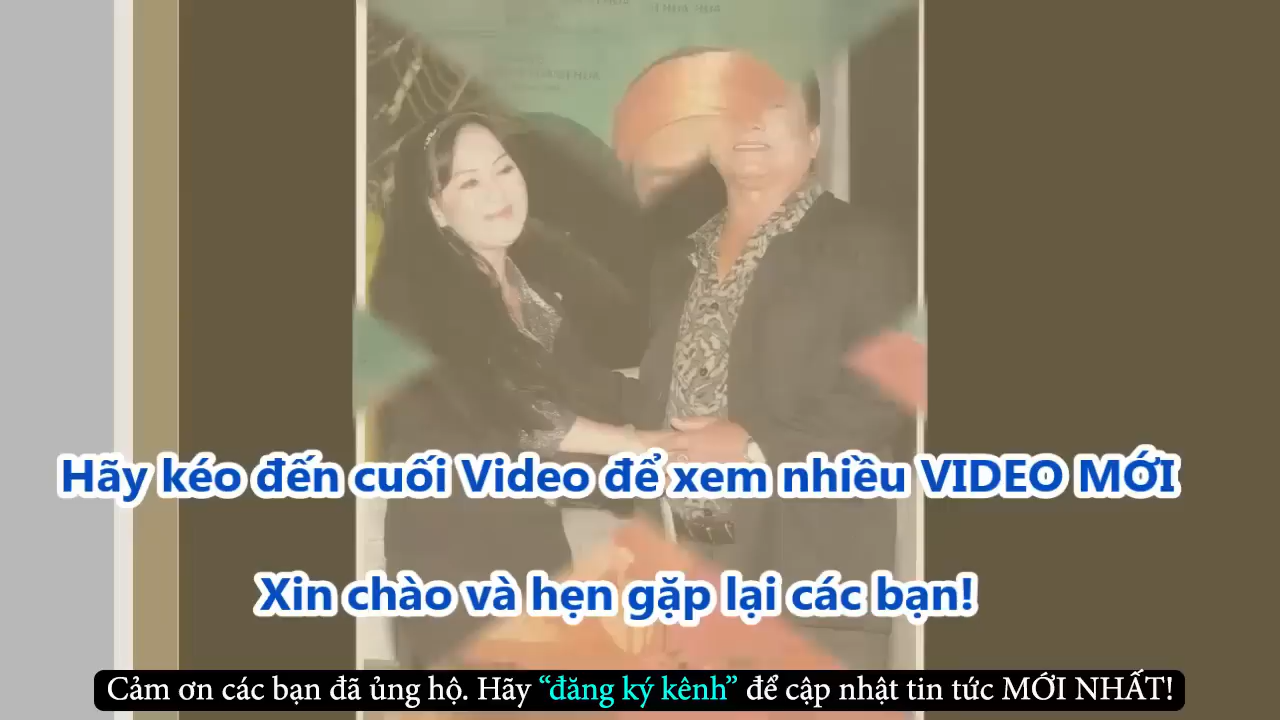 Hãy kéo đến cuối Video để xem nhiều VIDEO MỚI
Xin chào và hẹn gặp lại các bạn!
Cảm ơn các bạn đã ủng hộ. Hãy “đăng ký kênh” để cập nhật tin tức MỚI NHẤT!